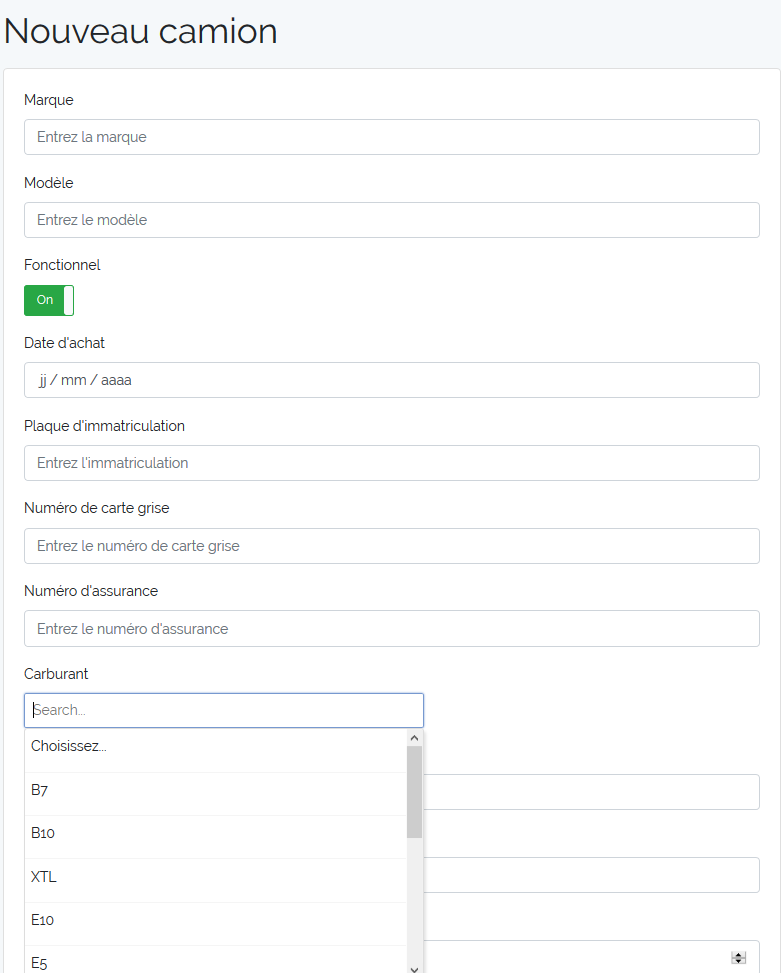 Nouveau camion
Marque
Entrez la marque
Modèle
Entrez le modèle
Fonctionnel
On
Date d'achat
jj / mm / aaaa
Plaque d'immatriculation
Entrez l'immatriculation
Numéro de carte grise
Entrez le numéro de carte grise
Numéro d'assurance
Entrez le numéro d'assurance
Carburant
Search...
Choisissez...
B7
B10
XTL
E10
E5